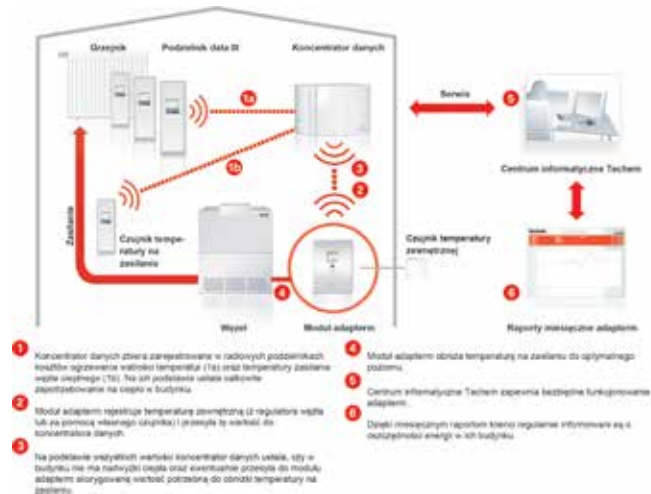 Grzejnik
Podzielnik data III
Koncentrator danych
1a
Serwis
5
1b
3
2
Centrum informatyczne Techem
Zasilanie
Czujnik tempe-
ratury na
zasilaniu
Czujnik temperatury
zewnętrznej
4
6
Węzeł
Moduł adapterm
Raporty miesięczne adapterm
1
Koncentrator danych zbiera zarejestrowane w radiowych podzielnikach
kosztów ogrzewania wartości temperatur (1a) oraz temperatury zasilania
węzła cieplnego (1b). Na ich podstawie ustala całkowite
zapotrzebowanie na ciepło w budynku.
2
Moduł adapterm rejestruje temperaturę zewnętrzną (z regulatora węzła
lub za pomocą własnego czujnika) i przesyła tę wartość do
koncentratora danych.
3
Na podstawie wszystkich wartości koncentrator danych ustala, czy w
budynku nie ma nadwyżki ciepła oraz ewentualnie przesyła do modułu
adapterm skorygowaną wartość potrzebną do obniżki temperatury na
zasilaniu.
4
Moduł adapterm obniża temperaturę na zasilaniu do optymalnego
poziomu.
5
Centrum informatyczne Techem zapewnia bezbłędne funkcjonowanie
adapterm.
6
Dzięki miesięcznym raportom klienci regularnie informowani są o
oszczędności energii w ich budynku.